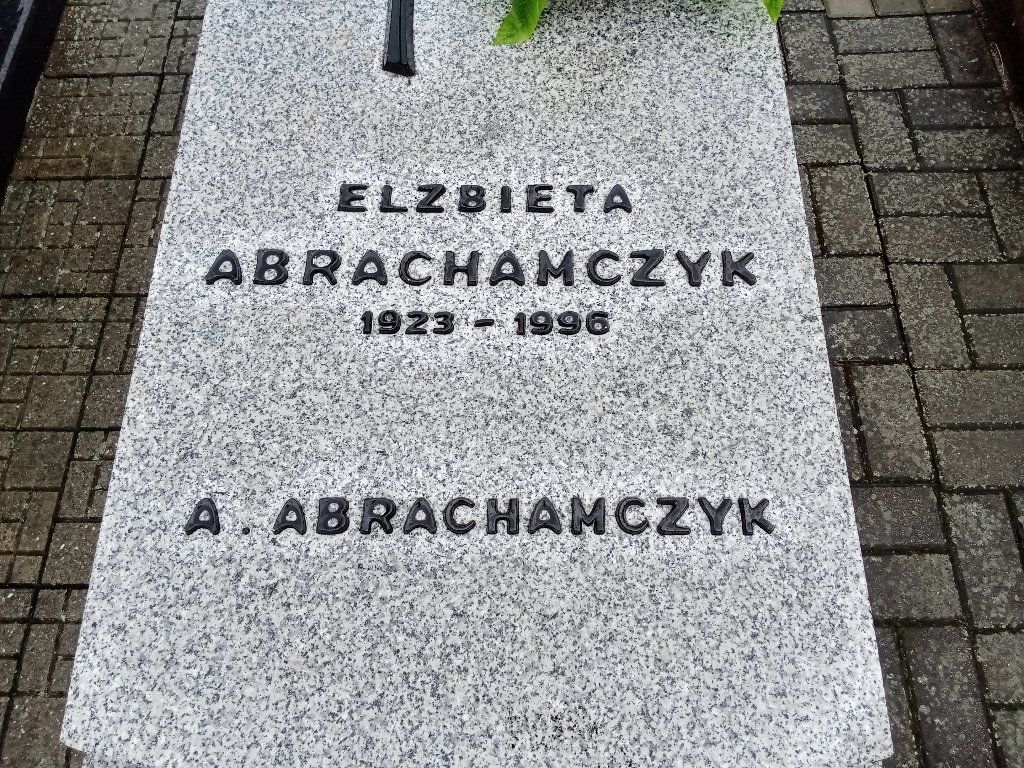 ELZBIETA
ABRACHAMCZYK
1923 - 1996
A. ABRACHAMCZYK